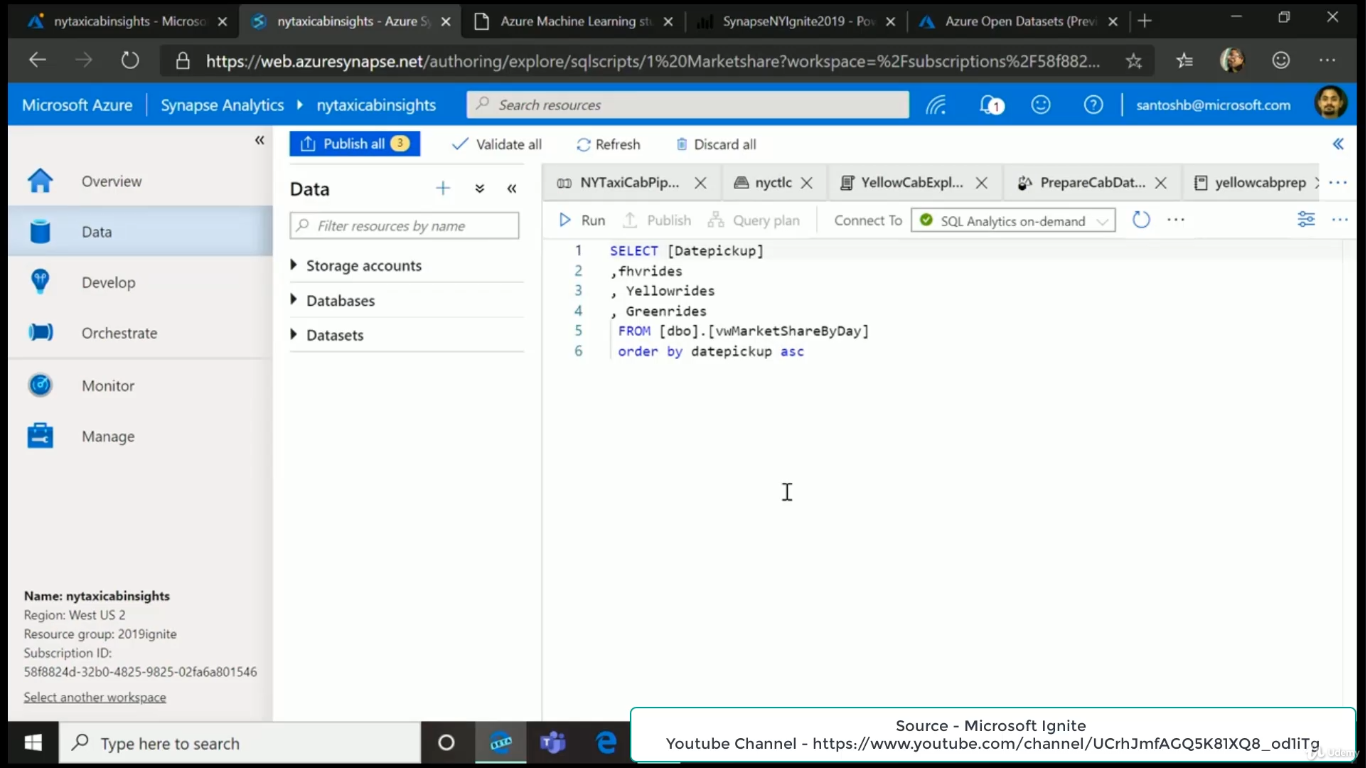 nytaxicabinsights - Microso
nytaxicabinsights - Azure Sy
Azure Machine Learning stu
SynapseNYIgnite2019 - Pow
Azure Open Datasets (Previ
https://web.azuresynapse.net/authoring/explore/sqlscripts/1%20Marketshare?workspace=%2Fsubscriptions%2F58f882...
Microsoft Azure
Synapse Analytics
nytaxicabinsights
Search resources
1
santoshb@microsoft.com
Publish all 3
Validate all
Refresh
Discard all
Overview
Data
Develop
Orchestrate
Monitor
Manage
Data
Filter resources by name
Storage accounts
Databases
Datasets
NYTaxiCabPip...
nyctlc
YellowCabExpl...
PrepareCabDat...
yellowcabprep
Run
Publish
Query plan
Connect To
SQL Analytics on-demand
1 SELECT [Datepickup]
2 ,fhvrides
3 , Yellowrides
4 , Greenrides
5 FROM [dbo].[vwMarketShareByDay]
6 order by datepickup asc
Name: nytaxicabinsights
Region: West US 2
Resource group: 2019ignite
Subscription ID:
58f8824d-32b0-4825-9825-02fa6a801546
Select another workspace
Type here to search
Source - Microsoft Ignite
Youtube Channel - https://www.youtube.com/channel/UCrhJmfAGQ5K81XQ8_od1iTg
Udemy